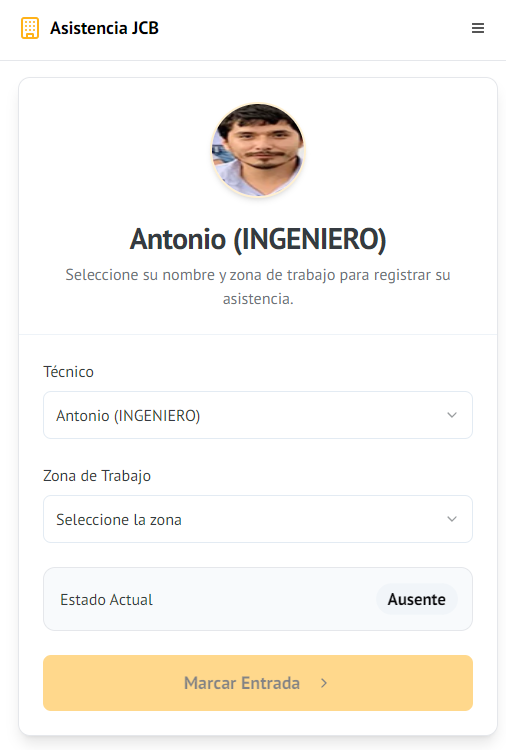 Asistencia JCB
Antonio (INGENIERO)
Seleccione su nombre y zona de trabajo para registrar su
asistencia.
Técnico
Antonio (INGENIERO)
Zona de Trabajo
Seleccione la zona
Estado Actual
Ausente
Marcar Entrada